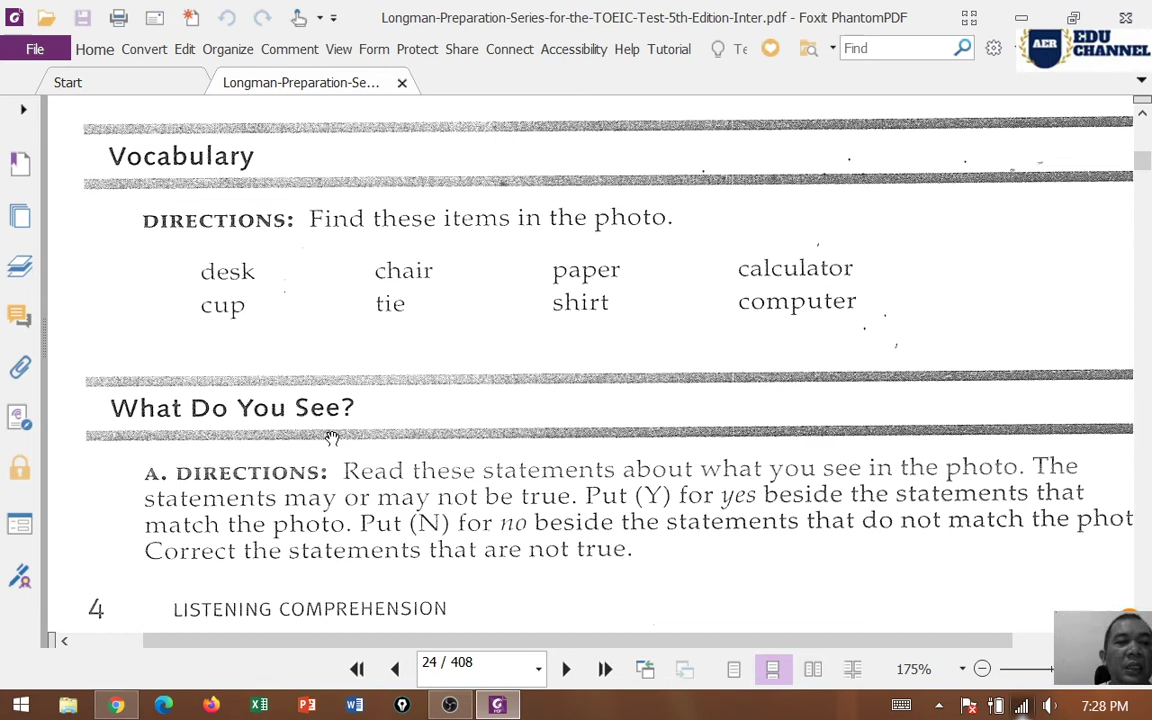 Longman-Preparation-Series-for-the-TOEIC-Test-5th-Edition-Inter.pdf - Foxit PhantomPDF
File Home Convert Edit Organize Comment View Form Protect Share Connect Accessibility Help Tutorial Te Find
AER EDU CHANNEL
Start Longman-Preparation-Se...
Vocabulary
DIRECTIONS: Find these items in the photo.
desk chair paper calculator
cup tie shirt computer
What Do You See?
A. DIRECTIONS: Read these statements about what you see in the photo. The
statements may or may not be true. Put (Y) for yes beside the statements that
match the photo. Put (N) for no beside the statements that do not match the phot
Correct the statements that are not true.
4 LISTENING COMPREHENSION
24 / 408 175%
7:28 PM